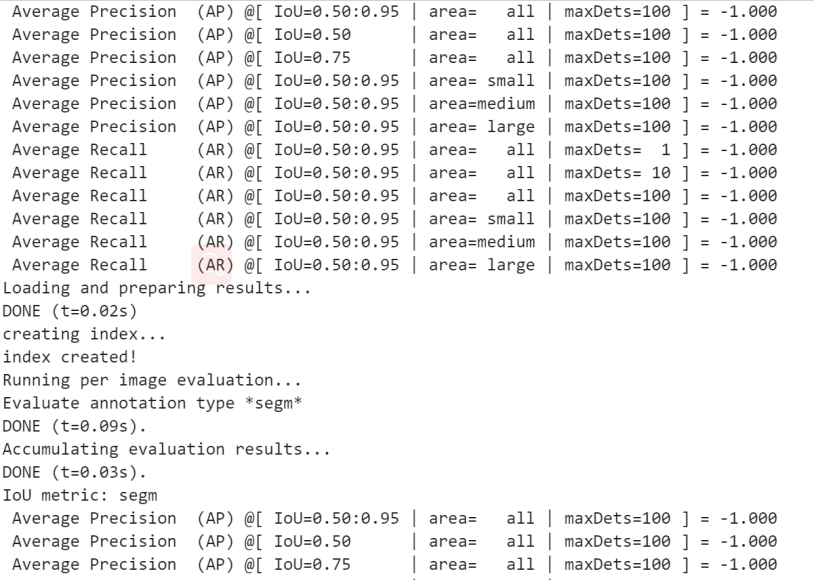 Average Precision  (AP) @[ IoU=0.50:0.95 | area=   all | maxDets=100 ] = -1.000
Average Precision  (AP) @[ IoU=0.50      | area=   all | maxDets=100 ] = -1.000
Average Precision  (AP) @[ IoU=0.75      | area=   all | maxDets=100 ] = -1.000
Average Precision  (AP) @[ IoU=0.50:0.95 | area= small | maxDets=100 ] = -1.000
Average Precision  (AP) @[ IoU=0.50:0.95 | area=medium | maxDets=100 ] = -1.000
Average Precision  (AP) @[ IoU=0.50:0.95 | area= large | maxDets=100 ] = -1.000
Average Recall     (AR) @[ IoU=0.50:0.95 | area=   all | maxDets=  1 ] = -1.000
Average Recall     (AR) @[ IoU=0.50:0.95 | area=   all | maxDets= 10 ] = -1.000
Average Recall     (AR) @[ IoU=0.50:0.95 | area=   all | maxDets=100 ] = -1.000
Average Recall     (AR) @[ IoU=0.50:0.95 | area= small | maxDets=100 ] = -1.000
Average Recall     (AR) @[ IoU=0.50:0.95 | area=medium | maxDets=100 ] = -1.000
Average Recall     (AR) @[ IoU=0.50:0.95 | area= large | maxDets=100 ] = -1.000
Loading and preparing results...
DONE (t=0.02s)
creating index...
index created!
Running per image evaluation...
Evaluate annotation type *segm*
DONE (t=0.09s).
Accumulating evaluation results...
DONE (t=0.03s).
IoU metric: segm
Average Precision  (AP) @[ IoU=0.50:0.95 | area=   all | maxDets=100 ] = -1.000
Average Precision  (AP) @[ IoU=0.50      | area=   all | maxDets=100 ] = -1.000
Average Precision  (AP) @[ IoU=0.75      | area=   all | maxDets=100 ] = -1.000